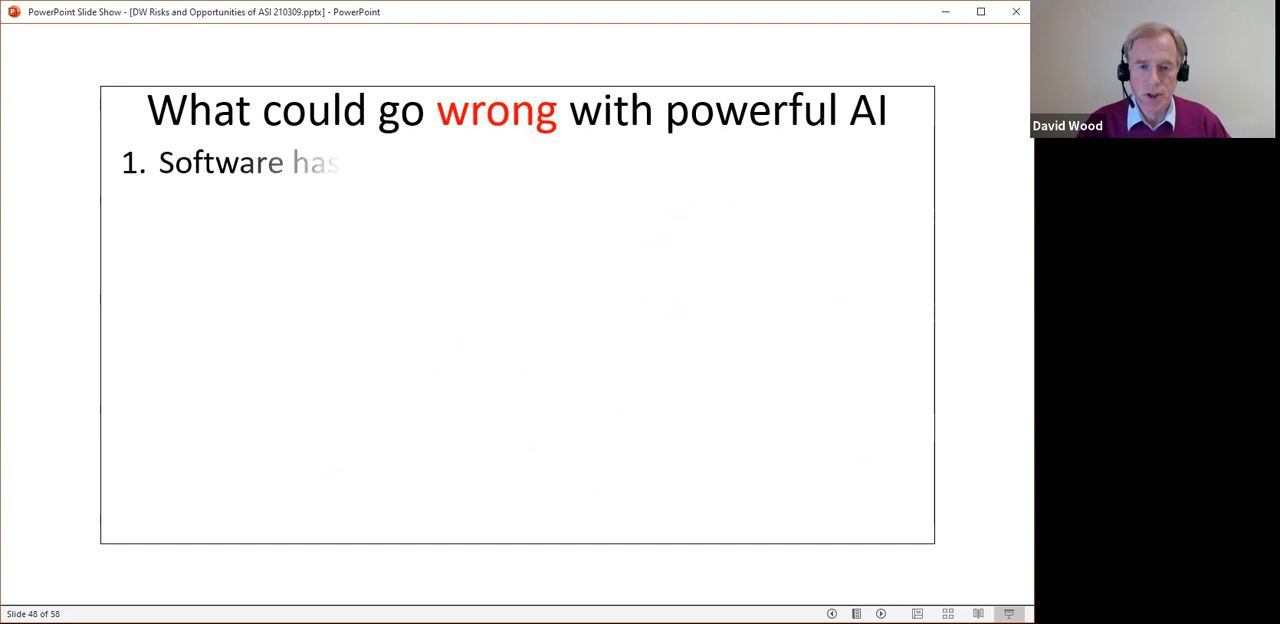 PowerPoint Slide Show - [DW Risks and Opportunities of ASI 210309.pptx] - PowerPoint
What could go wrong with powerful AI
1. Software has
David Wood
Slide 48 of 58